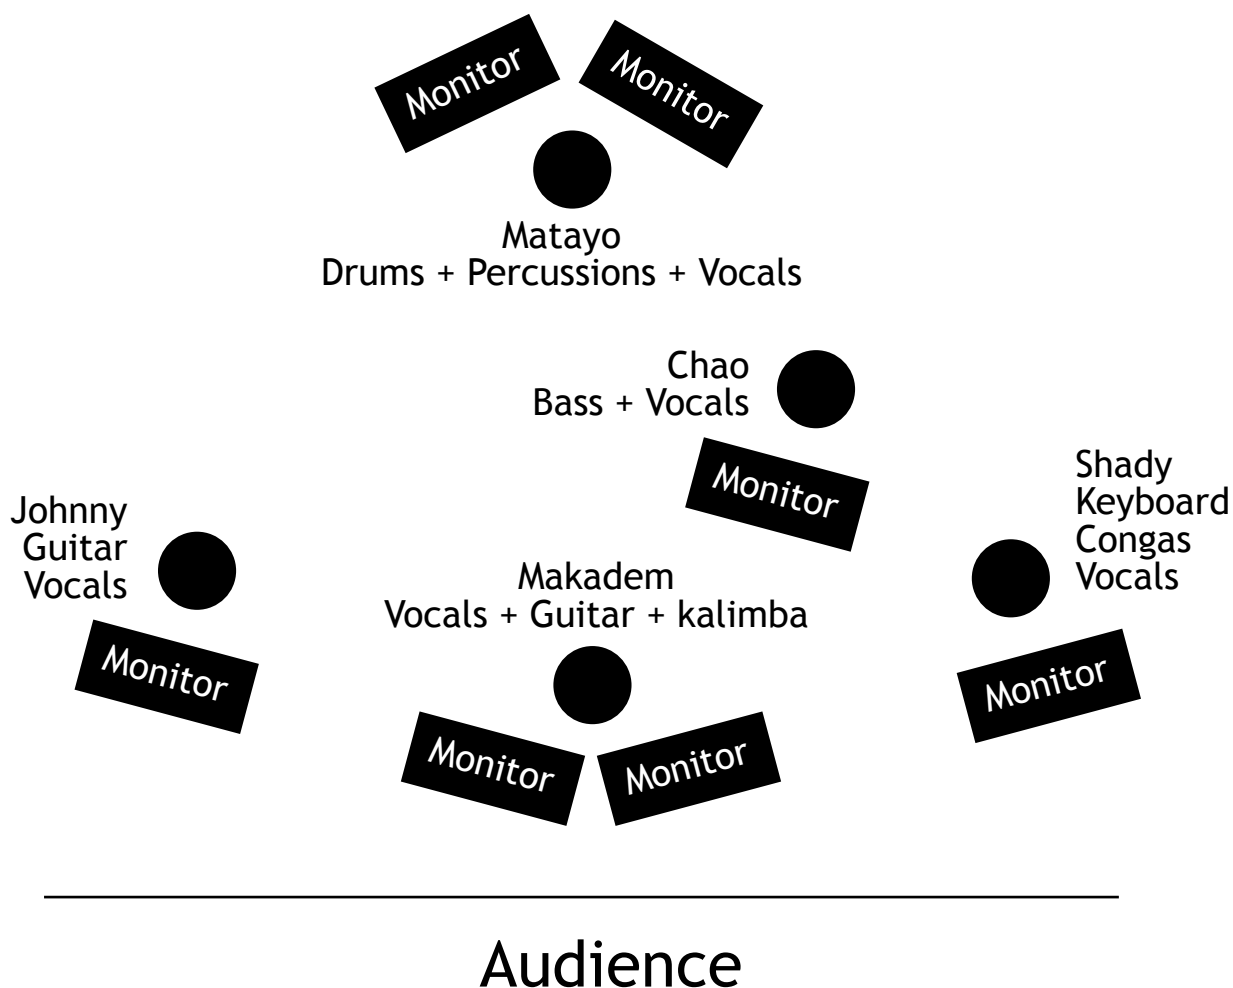 Monitor
Monitor
Matayo
Drums + Percussions + Vocals
Chao
Bass + Vocals
Monitor
Shady
Keyboard
Congas
Vocals
Johnny
Guitar
Vocals
Makadem
Vocals + Guitar + kalimba
Monitor
Monitor
Monitor
Monitor
Audience